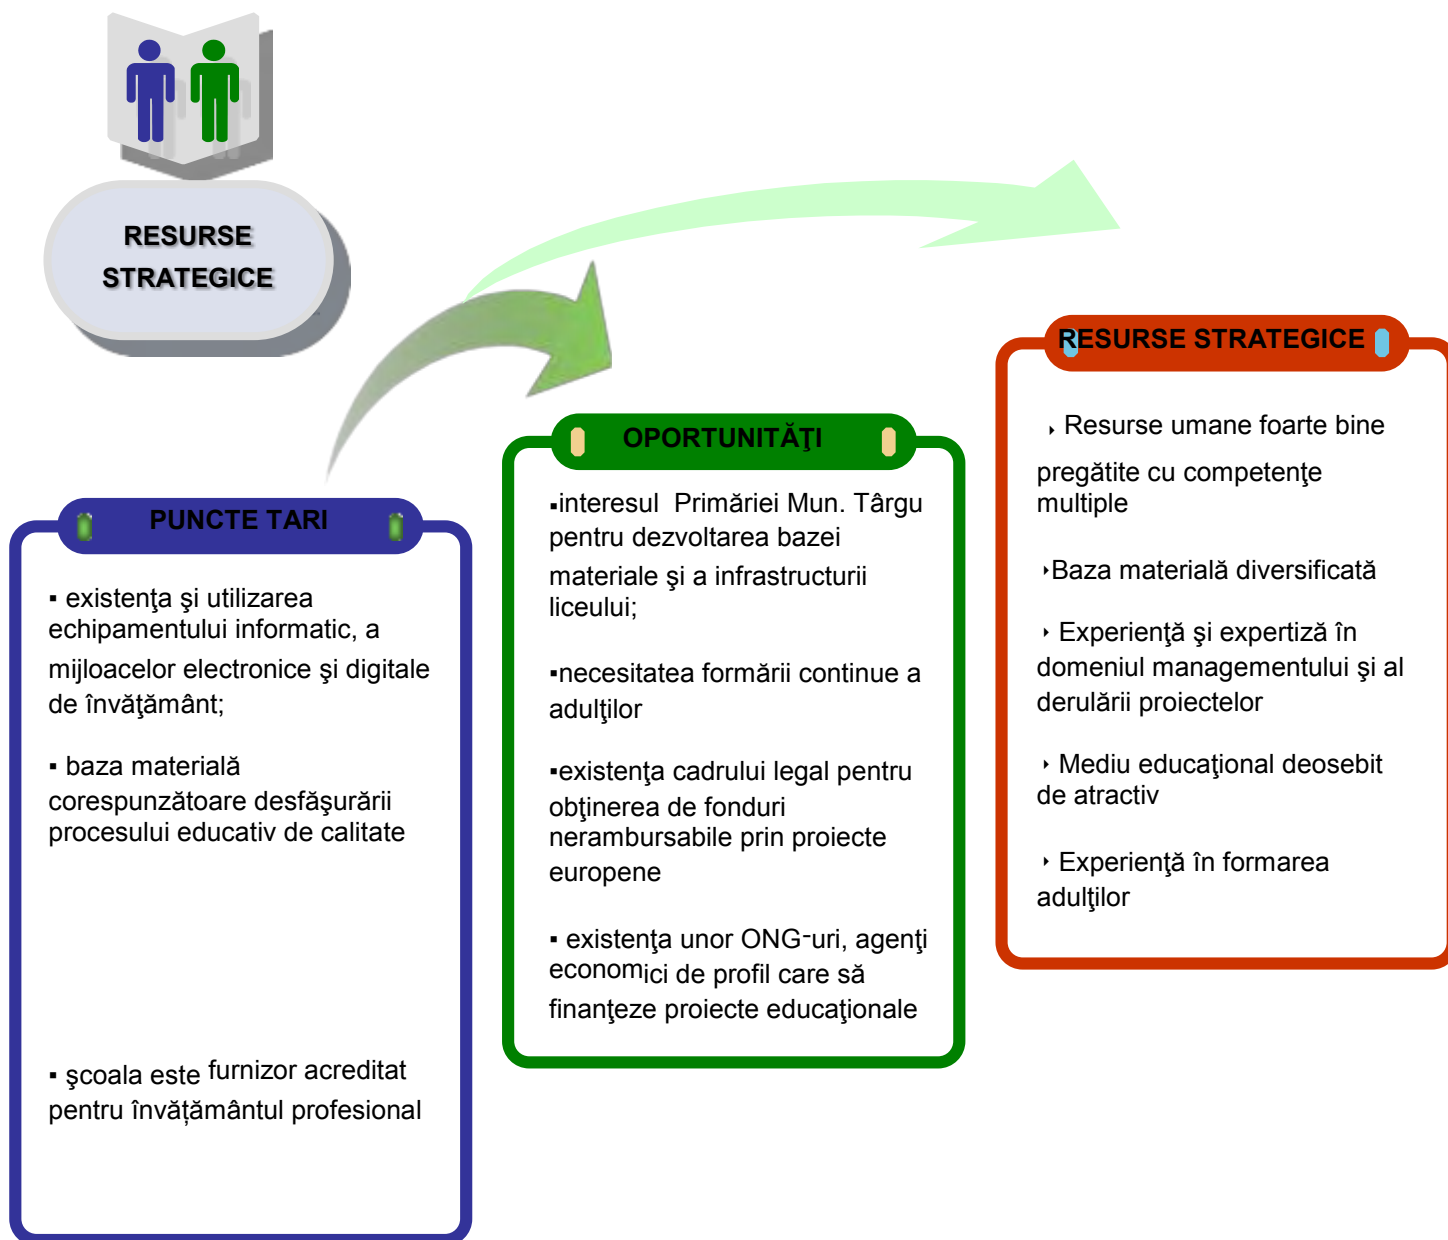 RESURSE
STRATEGICE
PUNCTE TARI
▪ existenţa şi utilizarea
echipamentului informatic, a
mijloacelor electronice şi digitale
de învăţământ;
▪ baza materială
corespunzătoare desfăşurării
procesului educativ de calitate
▪ şcoala este furnizor acreditat
pentru învățământul profesional
OPORTUNITĂŢI
▪interesul Primăriei Mun. Târgu
pentru dezvoltarea bazei
materiale şi a infrastructurii
liceului;
▪necesitatea formării continue a
adulţilor
▪existenţa cadrului legal pentru
obţinerea de fonduri
nerambursabile prin proiecte
europene
▪ existenţa unor ONG-uri, agenţi
economici de profil care să
finanţeze proiecte educaţionale
RESURSE STRATEGICE
‣ Resurse umane foarte bine
pregătite cu competenţe
multiple
‣Baza materială diversificată
‣ Experienţă şi expertiză în
domeniul managementului şi al
derulării proiectelor
‣ Mediu educaţional deosebit
de atractiv
‣ Experienţă în formarea
adulţilor